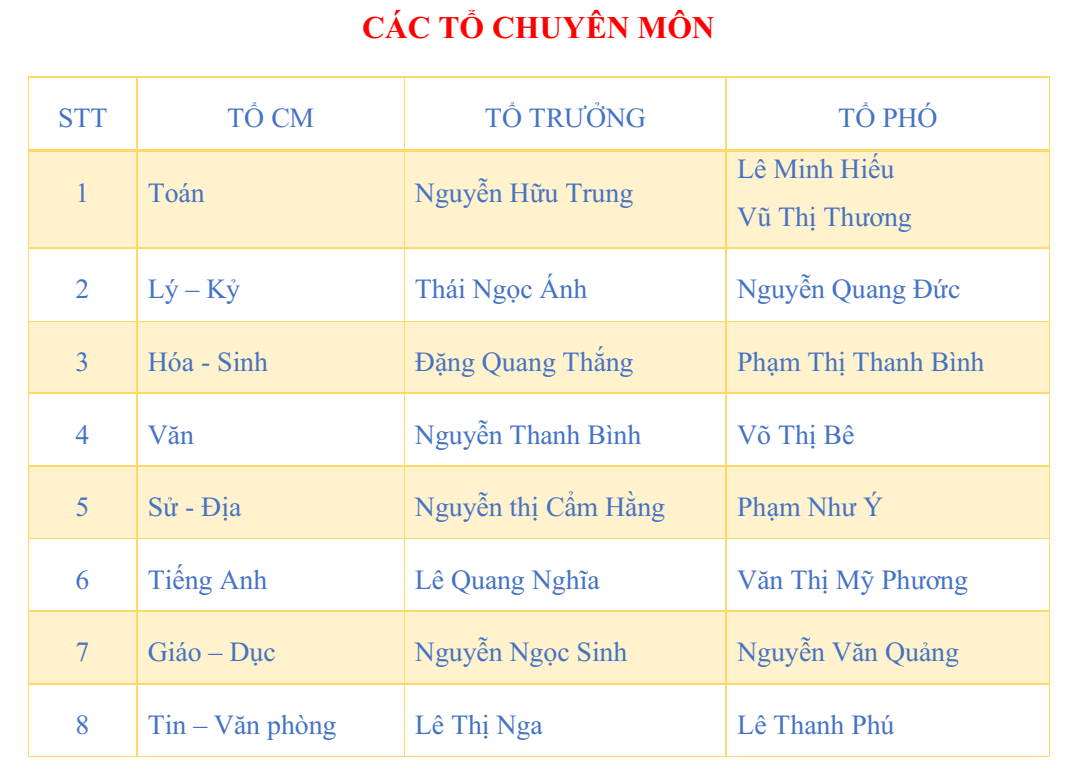 CÁC TỔ CHUYÊN MÔN
STT TỔ CM TỔ TRƯỞNG TỔ PHÓ
1 Toán Nguyễn Hữu Trung Lê Minh Hiếu
Vũ Thị Thương
2 Lý – Kỷ Thái Ngọc Ánh Nguyễn Quang Đức
3 Hóa - Sinh Đặng Quang Thắng Phạm Thị Thanh Bình
4 Văn Nguyễn Thanh Bình Võ Thị Bê
5 Sử - Địa Nguyễn thị Cẩm Hằng Phạm Như Ý
6 Tiếng Anh Lê Quang Nghĩa Văn Thị Mỹ Phương
7 Giáo – Dục Nguyễn Ngọc Sinh Nguyễn Văn Quảng
8 Tin – Văn phòng Lê Thị Nga Lê Thanh Phú